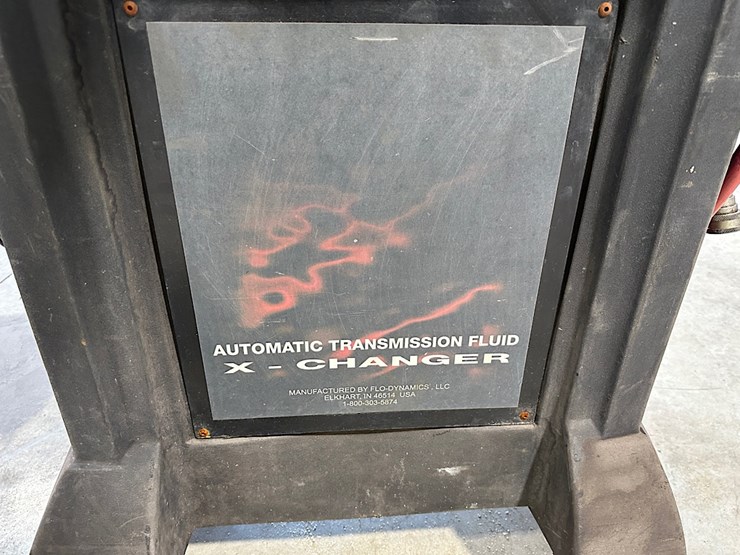 AUTOMATIC TRANSMISSION FLUID
X - CHANGER
MANUFACTURED BY FLO-DYNAMICS, LLC
ELKHART, IN 46514 USA
1-800-303-5874